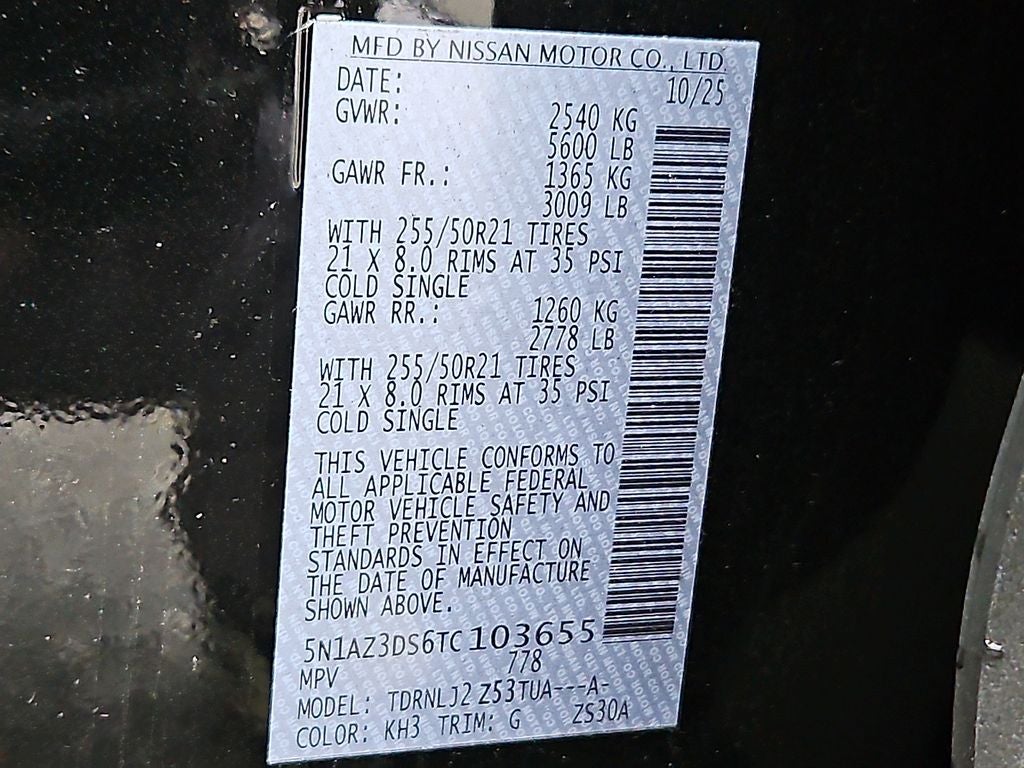 MFD BY NISSAN MOTOR CO., LTD.
DATE: 10/25
GVWR: 2540 KG
5600 LB
GAWR FR.: 1365 KG
3009 LB
WITH 255/50R21 TIRES
21 X 8.0 RIMS AT 35 PSI
COLD SINGLE
GAWR RR.: 1260 KG
2778 LB
WITH 255/50R21 TIRES
21 X 8.0 RIMS AT 35 PSI
COLD SINGLE
THIS VEHICLE CONFORMS TO
ALL APPLICABLE FEDERAL
MOTOR VEHICLE SAFETY AND
THEFT PREVENTION
STANDARDS IN EFFECT ON
THE DATE OF MANUFACTURE
SHOWN ABOVE.
5N1AZ3DS6TC103655
MPV 778
MODEL: TDRNLJ2 Z53TUA---A-
COLOR: KH3 TRIM: G ZS30A